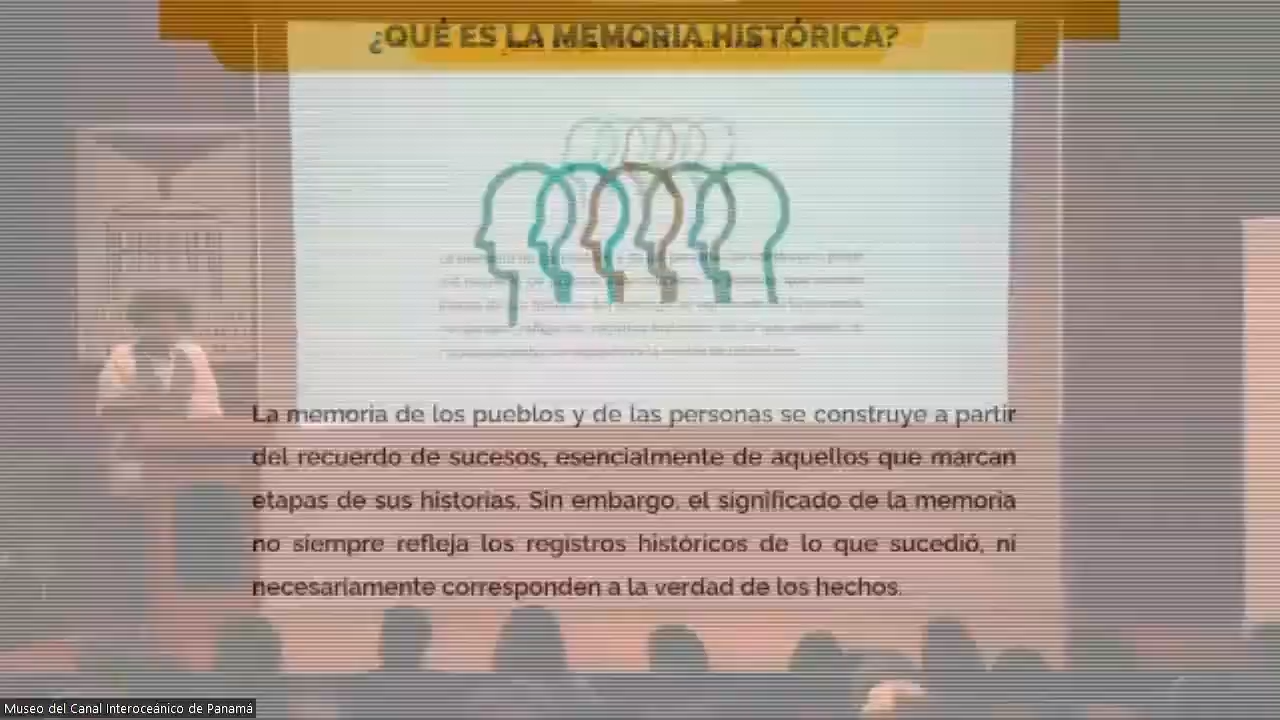 ¿QUÉ ES LA MEMORIA HISTÓRICA?
La memoria de los pueblos y de las personas se construye a partir
del recuerdo de sucesos, esencialmente de aquellos que marcan
etapas de sus historias. Sin embargo, el significado de la memoria
no siempre refleja los registros históricos de lo que sucedió, ni
necesariamente corresponden a la verdad de los hechos.
Museo del Canal Interoceánico de Panamá